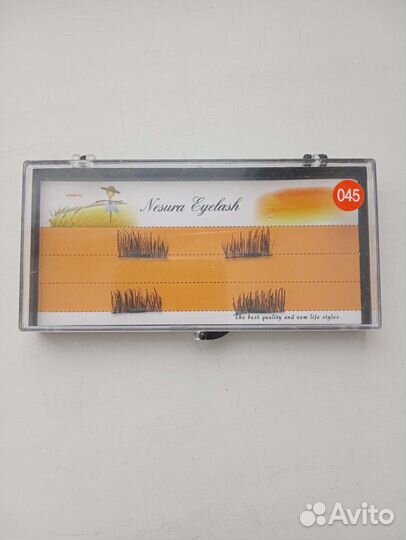 Nesura Eyelash
045
The best quality and new life styles
Avito